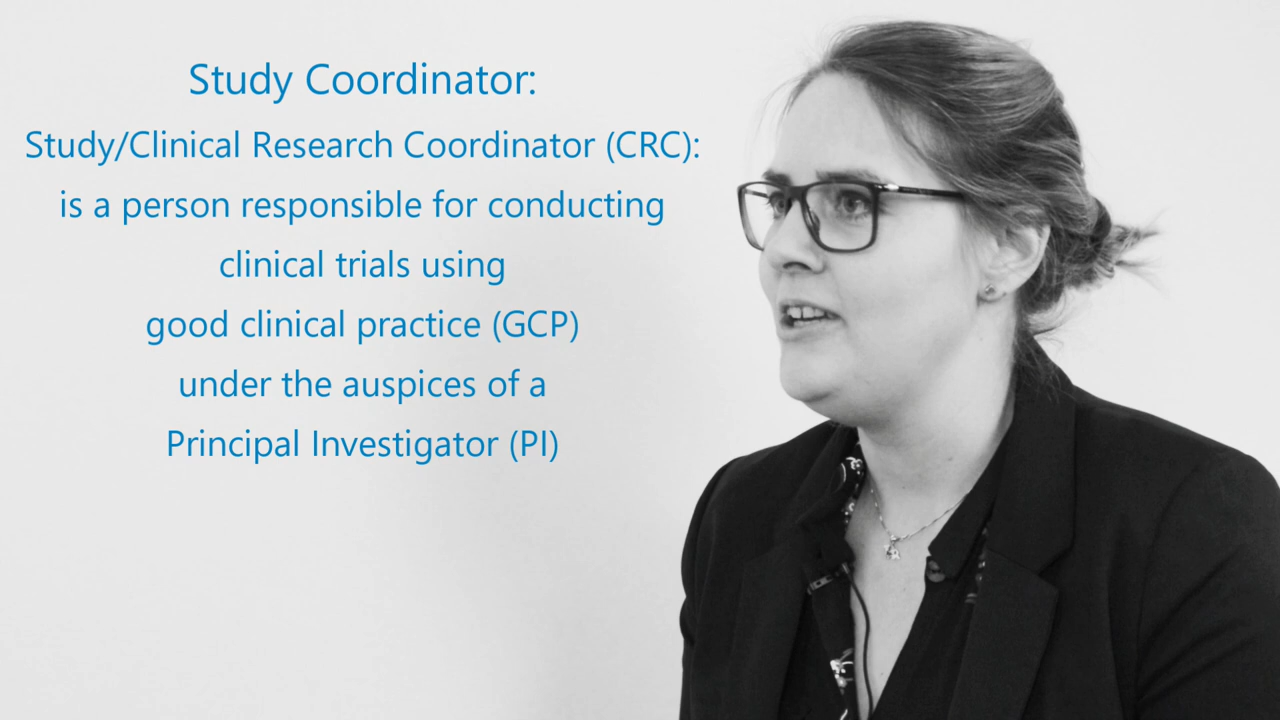 Study Coordinator:
Study/Clinical Research Coordinator (CRC):
is a person responsible for conducting
clinical trials using
good clinical practice (GCP)
under the auspices of a
Principal Investigator (PI)